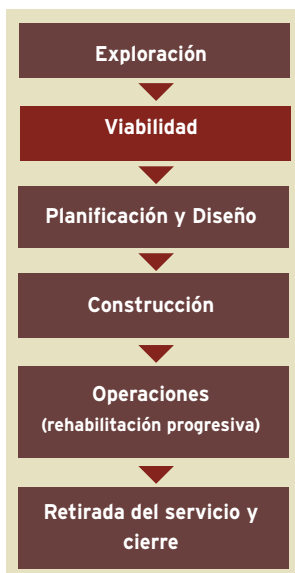 Exploración
Viabilidad
Planificación y Diseño
Construcción
Operaciones
(rehabilitación progresiva)
Retirada del servicio y
cierre